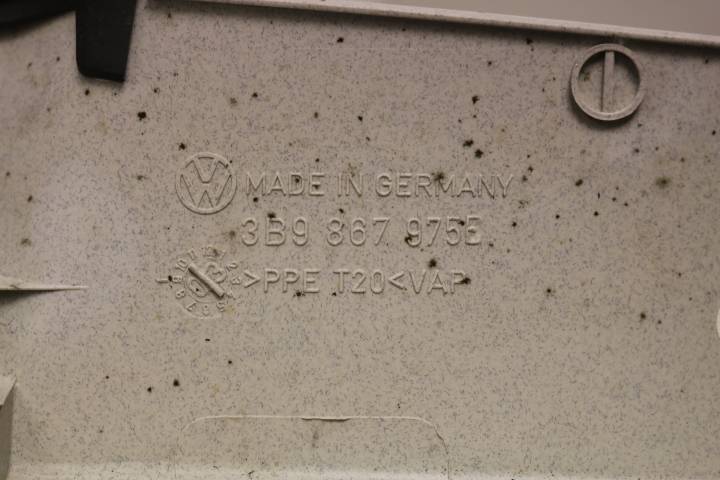 MADE IN GERMANY
3B9 867 975E
>PPE T20<VAP